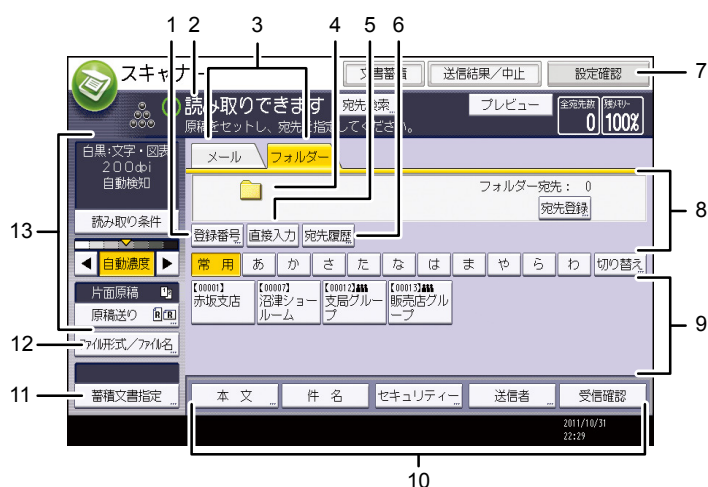 1 2 3 4 5 6
スキャナー 文書蓄積 送信結果/中止 設定確認 7
読み取りできます 宛先検索 プレビュー 全宛先数 残メモリー
原稿をセットし、宛先を指定してください。 0 100%
白黒:文字・図表
200dpi
自動検知
読み取り条件
自動濃度
片面原稿
原稿送り
ファイル形式/ファイル名
蓄積文書指定
メール フォルダー
フォルダー宛先: 0
宛先登録
登録番号 直接入力 宛先履歴
常用 あ か さ た な は ま や ら わ 切り替え
【00001】 【00007】 【00012】 【00013】
赤坂支店 沼津ショールーム 支局グループ 販売店グループ
本文 件名 セキュリティー 送信者 受信確認
2011/10/31
22:29
8
9
10
11
12
13